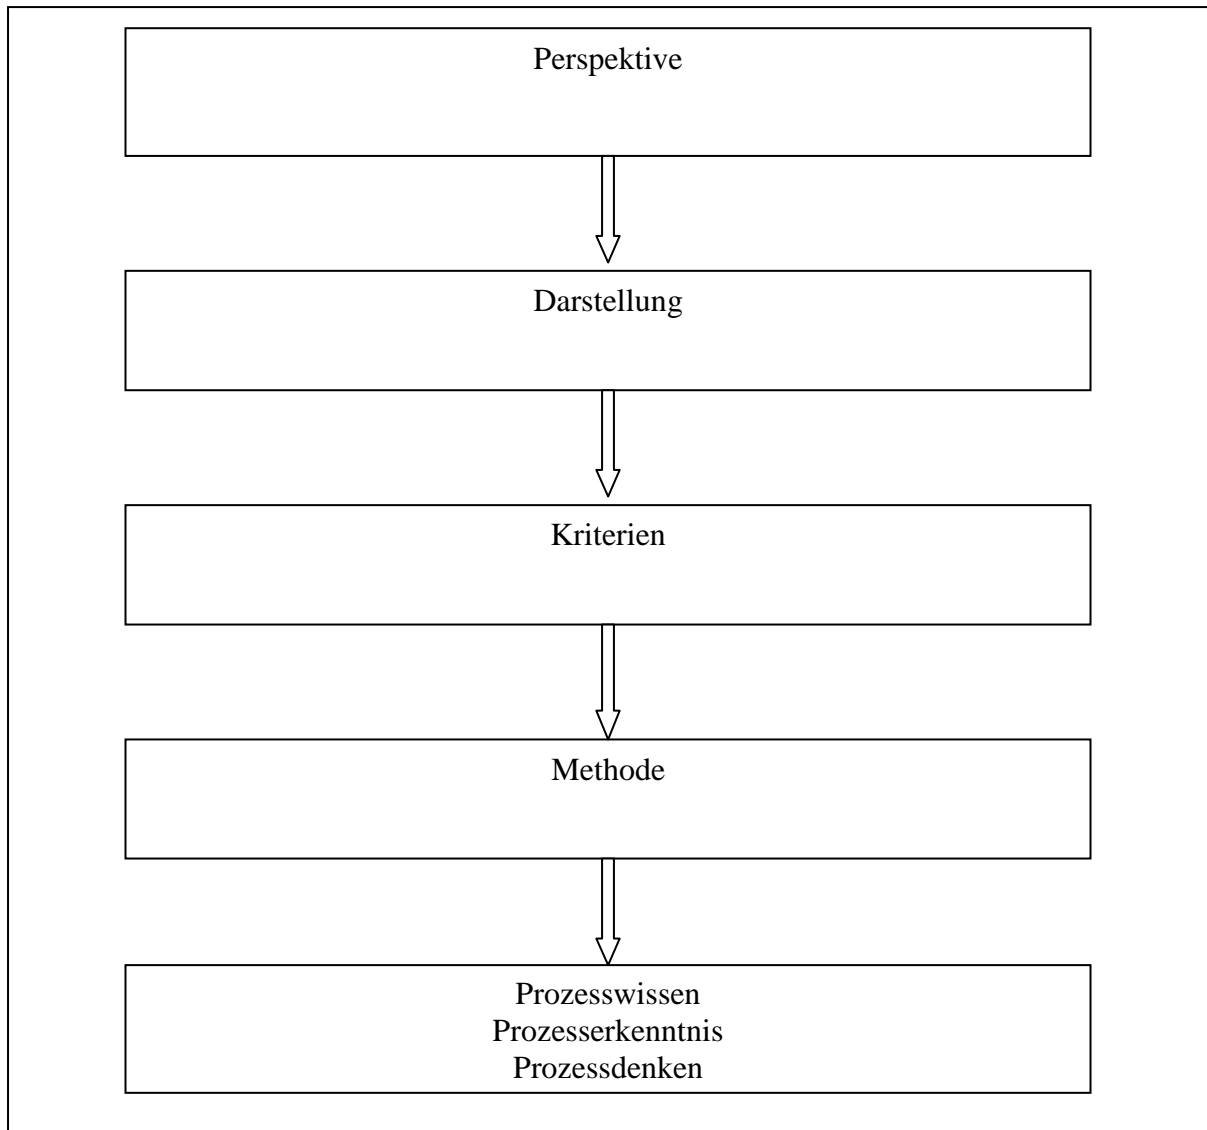 Perspektive
Darstellung
Kriterien
Methode
Prozesswissen
Prozesserkenntnis
Prozessdenken